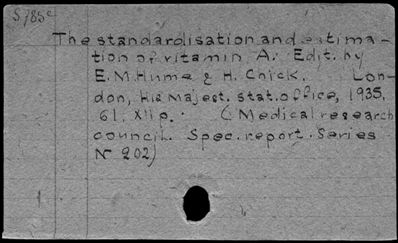 S785c
The standardisation and estima-
tion of vitamin A. Edit. by
E. M. Hume & H. Chick. Lon-
don, His Majest. stat. office, 1935.
61, XII p. (Medical research
council. Spec. report. Series
N° 202)